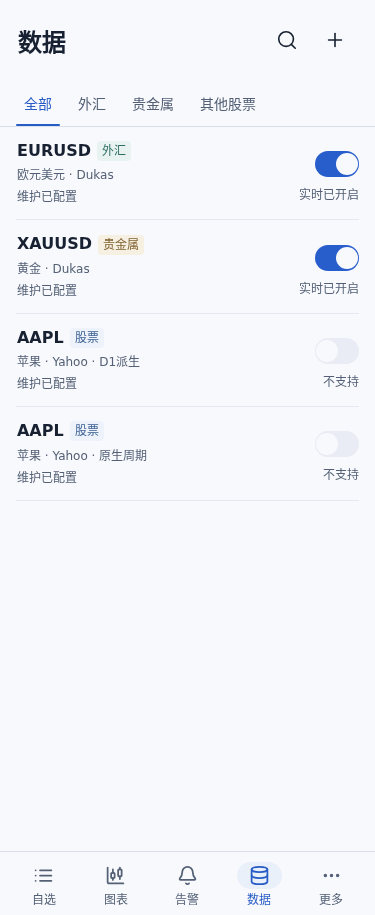 数据
全部 外汇 贵金属 其他股票
EURUSD 外汇
欧元美元 · Dukas
维护已配置
实时已开启
XAUUSD 贵金属
黄金 · Dukas
维护已配置
实时已开启
AAPL 股票
苹果 · Yahoo · D1派生
维护已配置
不支持
AAPL 股票
苹果 · Yahoo · 原生周期
维护已配置
不支持
自选 图表 告警 数据 更多